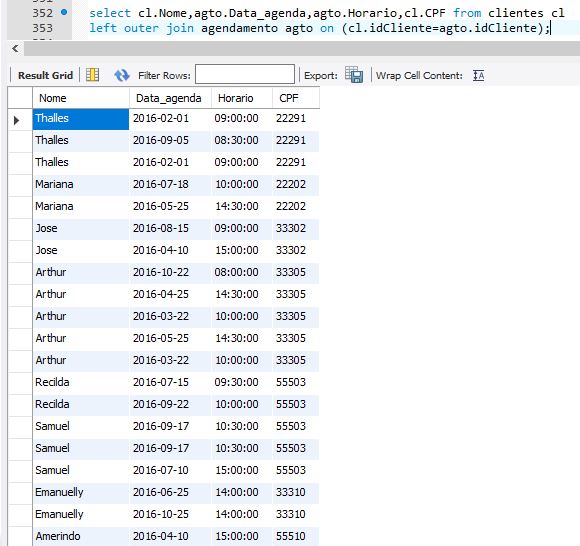 352 select cl.Nome,agto.Data_agenda,agto.Horario,cl.CPF from clientes cl
353 left outer join agendamento agto on (cl.idCliente=agto.idCliente);
Result Grid Filter Rows: Export: Wrap Cell Content: IA
Nome Data_agenda Horario CPF
Thalles 2016-02-01 09:00:00 22291
Thalles 2016-09-05 08:30:00 22291
Thalles 2016-02-01 09:00:00 22291
Mariana 2016-07-18 10:00:00 22202
Mariana 2016-05-25 14:30:00 22202
Jose 2016-08-15 09:00:00 33302
Jose 2016-04-10 15:00:00 33302
Arthur 2016-10-22 08:00:00 33305
Arthur 2016-04-25 14:30:00 33305
Arthur 2016-03-22 10:00:00 33305
Arthur 2016-05-25 14:30:00 33305
Arthur 2016-03-22 10:00:00 33305
Recilda 2016-07-15 09:30:00 55503
Recilda 2016-09-22 10:00:00 55503
Samuel 2016-09-17 10:30:00 55503
Samuel 2016-09-17 10:30:00 55503
Samuel 2016-07-10 15:00:00 55503
Emanuelly 2016-06-25 14:00:00 33310
Emanuelly 2016-10-25 14:00:00 33310
Amerindo 2016-04-10 15:00:00 55510